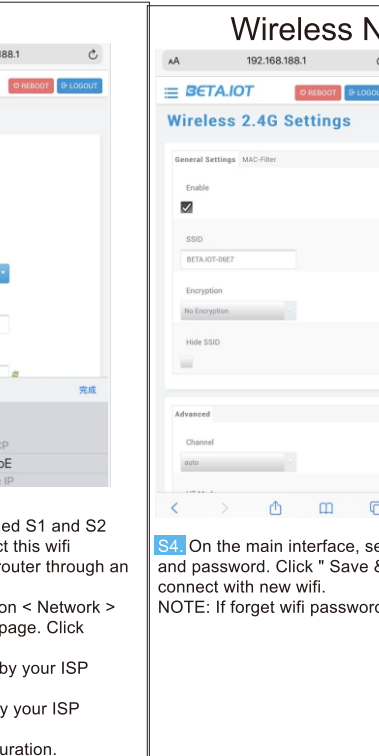 88.1
REBOOT
LOGOUT
完成
CP
oE
IP
ed S1 and S2
ct this wifi
router through an
on < Network >
page. Click
by your ISP
y your ISP
uration.
Wireless N
AA
192.168.188.1
BETA.IOT
REBOOT
LOGOU
Wireless 2.4G Settings
General Settings MAC-Filter
Enable
SSID
BETA.IOT-06E7
Encryption
No Encryption
Hide SSID
Advanced
Channel
auto
S4. On the main interface, se
and password. Click " Save &
connect with new wifi.
NOTE: If forget wifi password